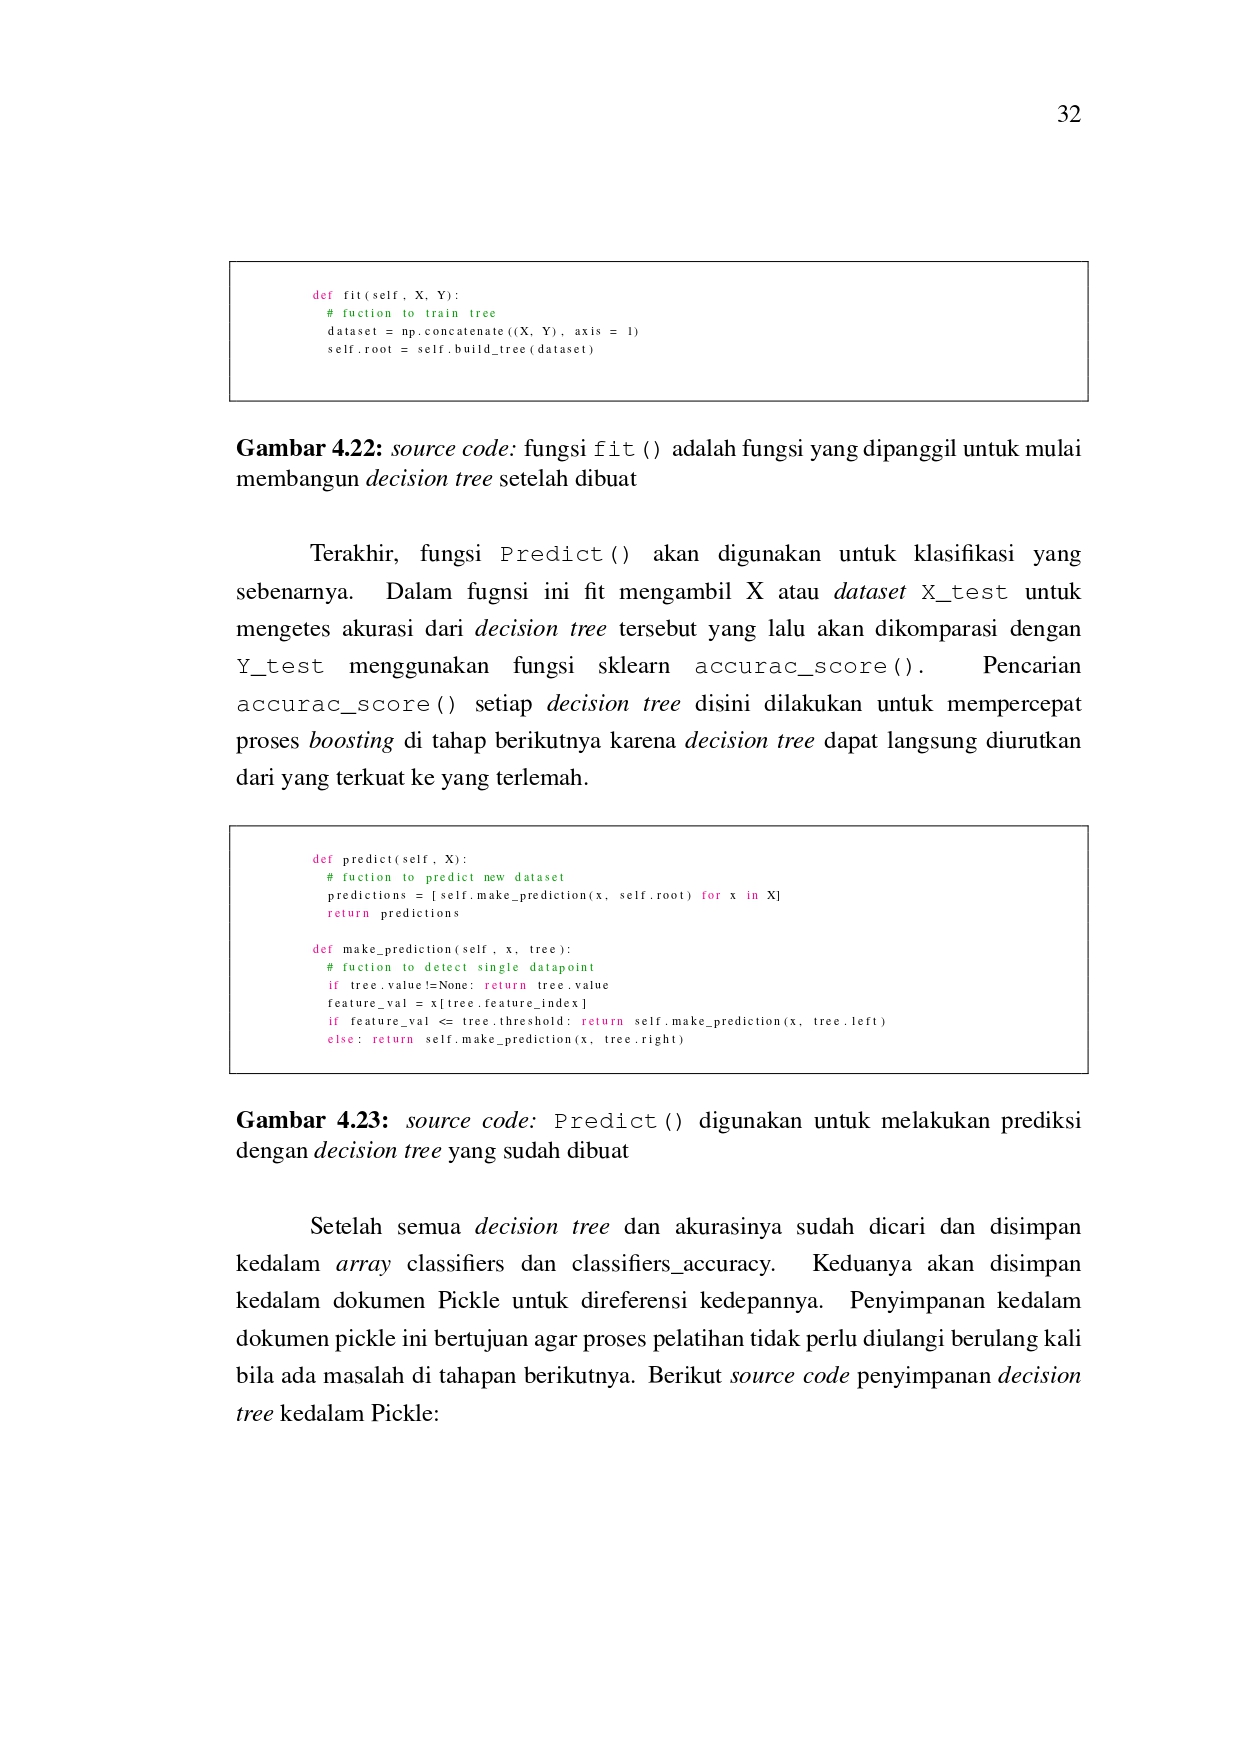 32
def fit(self, X, Y):
# fuction to train tree
dataset = np.concatenate((X, Y), axis = 1)
self.root = self.build_tree(dataset)
Gambar 4.22: source code: fungsi fit() adalah fungsi yang dipanggil untuk mulai
membangun decision tree setelah dibuat
Terakhir, fungsi Predict() akan digunakan untuk klasifikasi yang
sebenarnya. Dalam fugnsi ini fit mengambil X atau dataset X_test untuk
mengetes akurasi dari decision tree tersebut yang lalu akan dikomparasi dengan
Y_test menggunakan fungsi sklearn accurac_score(). Pencarian
accurac_score() setiap decision tree disini dilakukan untuk mempercepat
proses boosting di tahap berikutnya karena decision tree dapat langsung diurutkan
dari yang terkuat ke yang terlemah.
def predict(self, X):
# fuction to predict new dataset
predictions = [self.make_prediction(x, self.root) for x in X]
return predictions
def make_prediction(self, x, tree):
# fuction to detect single datapoint
if tree.value!=None: return tree.value
feature_val = x[tree.feature_index]
if feature_val <= tree.threshold: return self.make_prediction(x, tree.left)
else: return self.make_prediction(x, tree.right)
Gambar 4.23: source code: Predict() digunakan untuk melakukan prediksi
dengan decision tree yang sudah dibuat
Setelah semua decision tree dan akurasinya sudah dicari dan disimpan
kedalam array classifiers dan classifiers_accuracy. Keduanya akan disimpan
kedalam dokumen Pickle untuk direferensi kedepannya. Penyimpanan kedalam
dokumen pickle ini bertujuan agar proses pelatihan tidak perlu diulangi berulang kali
bila ada masalah di tahapan berikutnya. Berikut source code penyimpanan decision
tree kedalam Pickle: